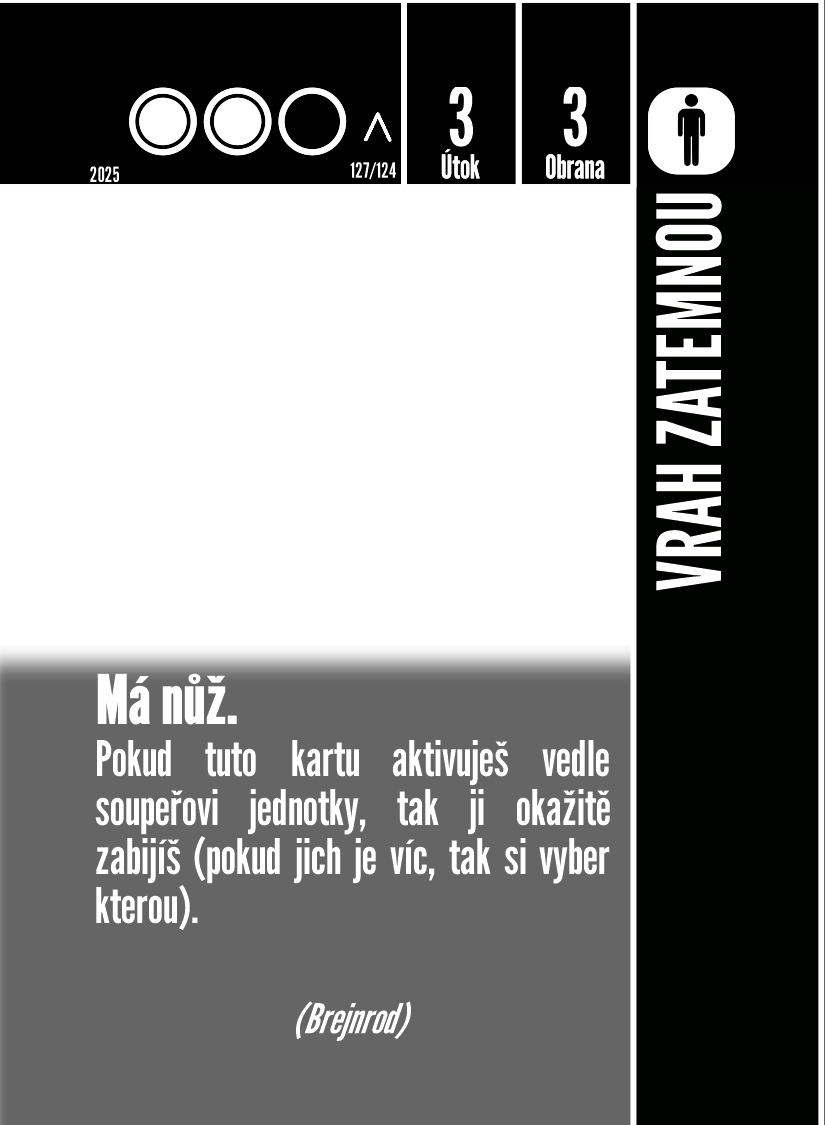 2025
127/124
3
Útok
3
Obrana
VRAH ZATEMNOU
Má nůž.
Pokud tuto kartu aktivuješ vedle
soupeřovi jednotky, tak ji okažitě
zabijíš (pokud jich je víc, tak si vyber
kterou).
(Brejnrod)